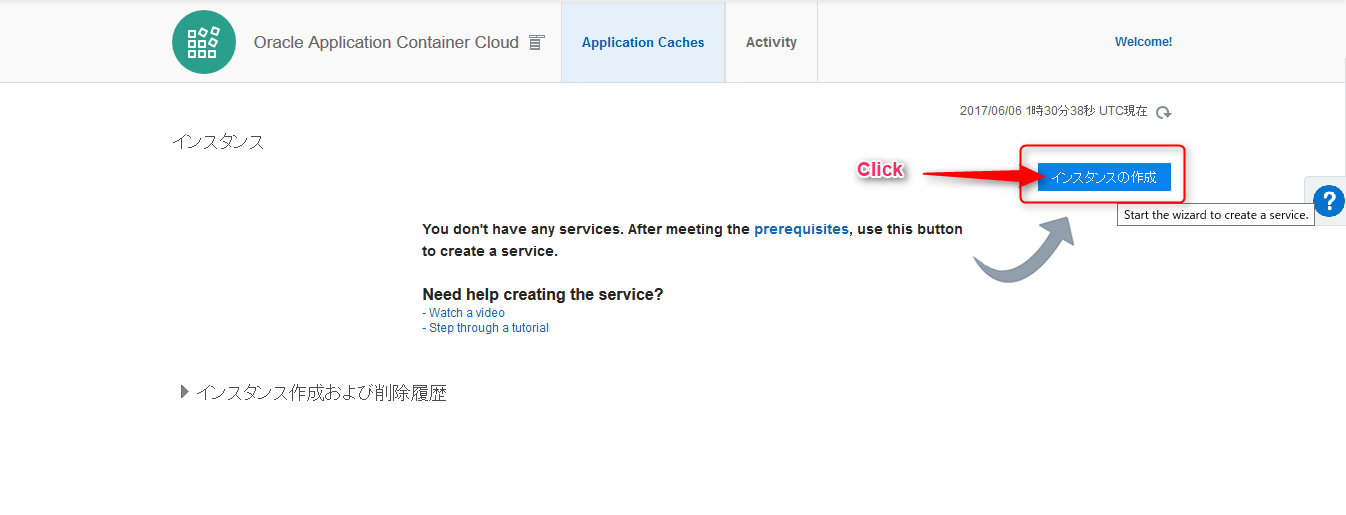 Oracle Application Container Cloud
Application Caches
Activity
Welcome!
2017/06/06 1時30分38秒 UTC現在
インスタンス
Click
インスタンスの作成
?
Start the wizard to create a service.
You don't have any services. After meeting the prerequisites, use this button
to create a service.
Need help creating the service?
- Watch a video
- Step through a tutorial
インスタンス作成および削除履歴